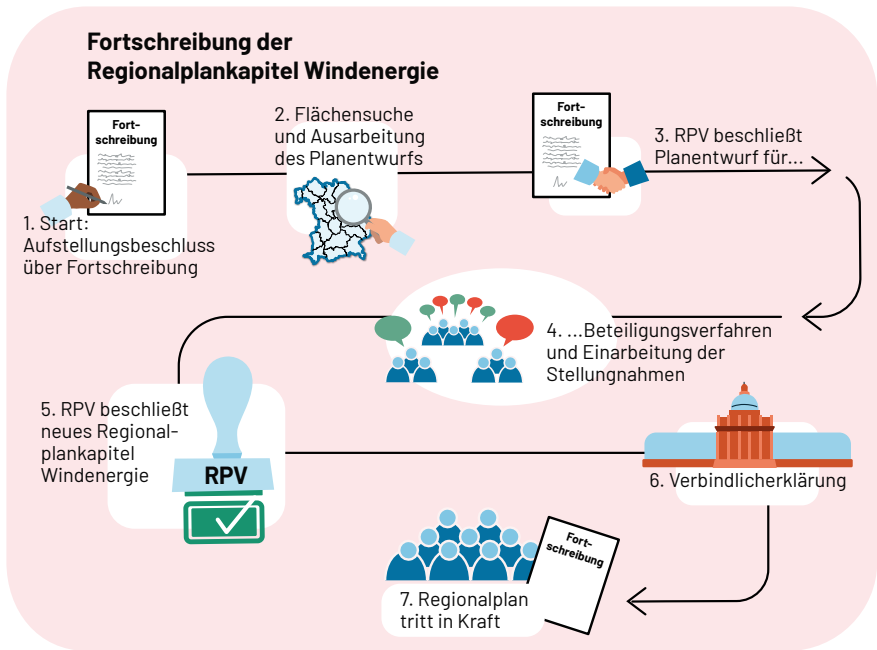 Fortschreibung der
Regionalplankapitel Windenergie
Fort-
schreibung
1. Start:
Aufstellungsbeschluss
über Fortschreibung
2. Flächensuche
und Ausarbeitung
des Planentwurfs
Fort-
schreibung
3. RPV beschließt
Planentwurf für...
4. ...Beteiligungsverfahren
und Einarbeitung der
Stellungnahmen
5. RPV beschließt
neues Regional-
plankapitel
Windenergie
RPV
6. Verbindlicherklärung
Fort-
schreibung
7. Regionalplan
tritt in Kraft